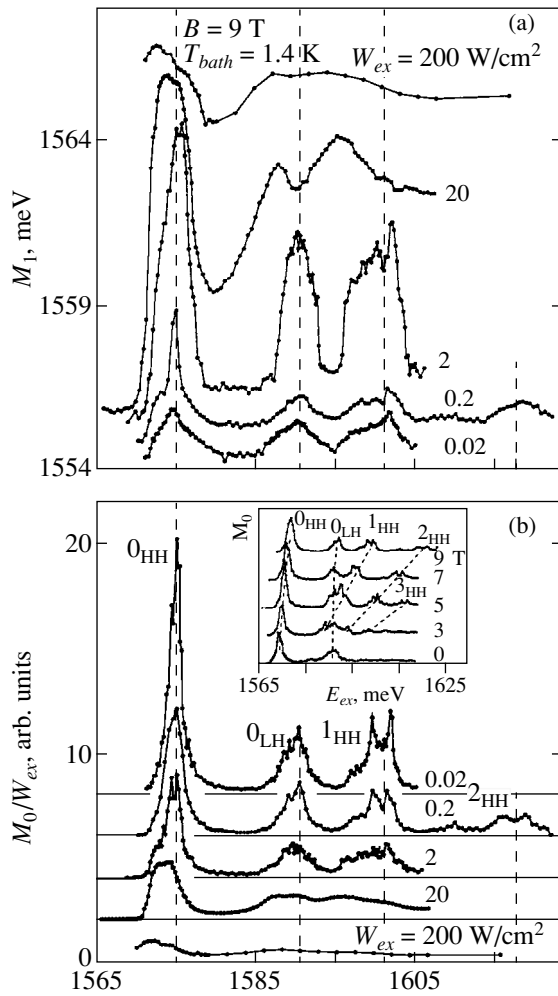 B = 9 T
(a)
T_bath = 1.4 K
W_ex = 200 W/cm²
1564
20
M₁, meV
1559
2
0.2
1554
0.02
(b)
M₀
0_HH
0_LH
1_HH
2_HH
9 T
7
3_HH
5
3
0
1565
1625
E_ex, meV
20
0_HH
M₀/W_ex, arb. units
0_LH
1_HH
10
0.02
2_HH
0.2
2
20
W_ex = 200 W/cm²
0
1565
1585
1605